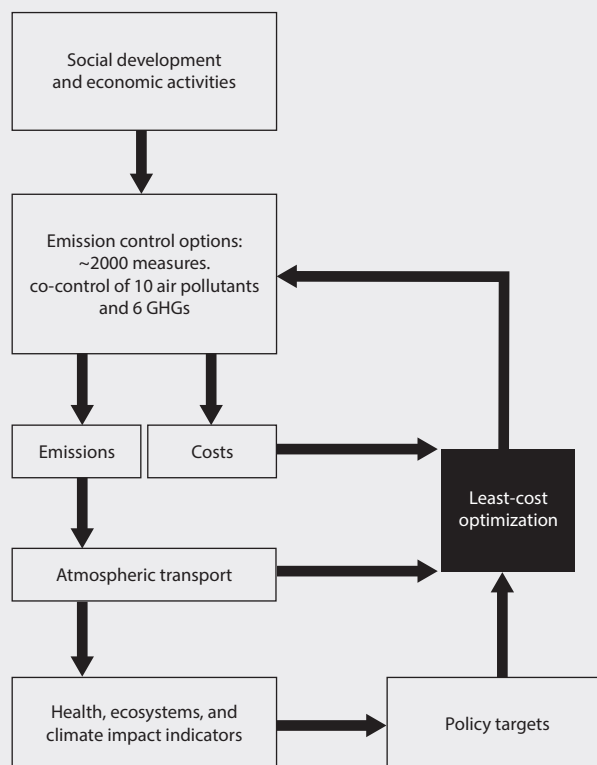 Social development
and economic activities
Emission control options:
~2000 measures.
co-control of 10 air pollutants
and 6 GHGs
Emissions
Costs
Least-cost
optimization
Atmospheric transport
Health, ecosystems, and
climate impact indicators
Policy targets